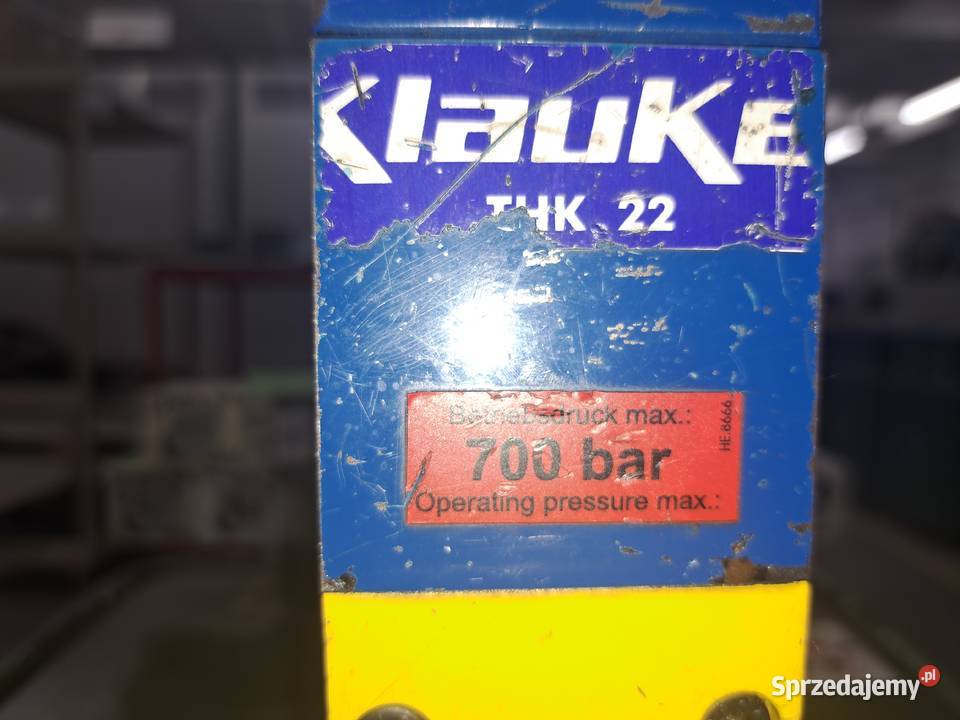 Klauke
THK 22
Betriebsdruck max.:
700 bar
Operating pressure max.:
HE.8666
Sprzedajemy.pl